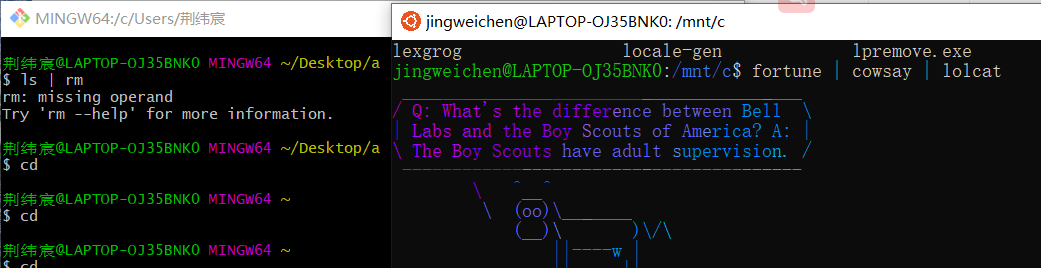 MINGW64:/c/Users/荆纬宸
荆纬宸@LAPTOP-OJ35BNK0 MINGW64 ~/Desktop/a
$ ls | rm
rm: missing operand
Try 'rm --help' for more information.
荆纬宸@LAPTOP-OJ35BNK0 MINGW64 ~/Desktop/a
$ cd
荆纬宸@LAPTOP-OJ35BNK0 MINGW64 ~
$ cd
荆纬宸@LAPTOP-OJ35BNK0 MINGW64 ~
$ cd
jingweichen@LAPTOP-OJ35BNK0: /mnt/c
lexgrog locale-gen lpremove.exe
jingweichen@LAPTOP-OJ35BNK0:/mnt/c$ fortune | cowsay | lolcat
/ Q: What's the difference between Bell \
| Labs and the Boy Scouts of America? A: |
\ The Boy Scouts have adult supervision. /
\ ^__^
\ (oo)\_______
(__)\ )\/\
||----w |
|| ||